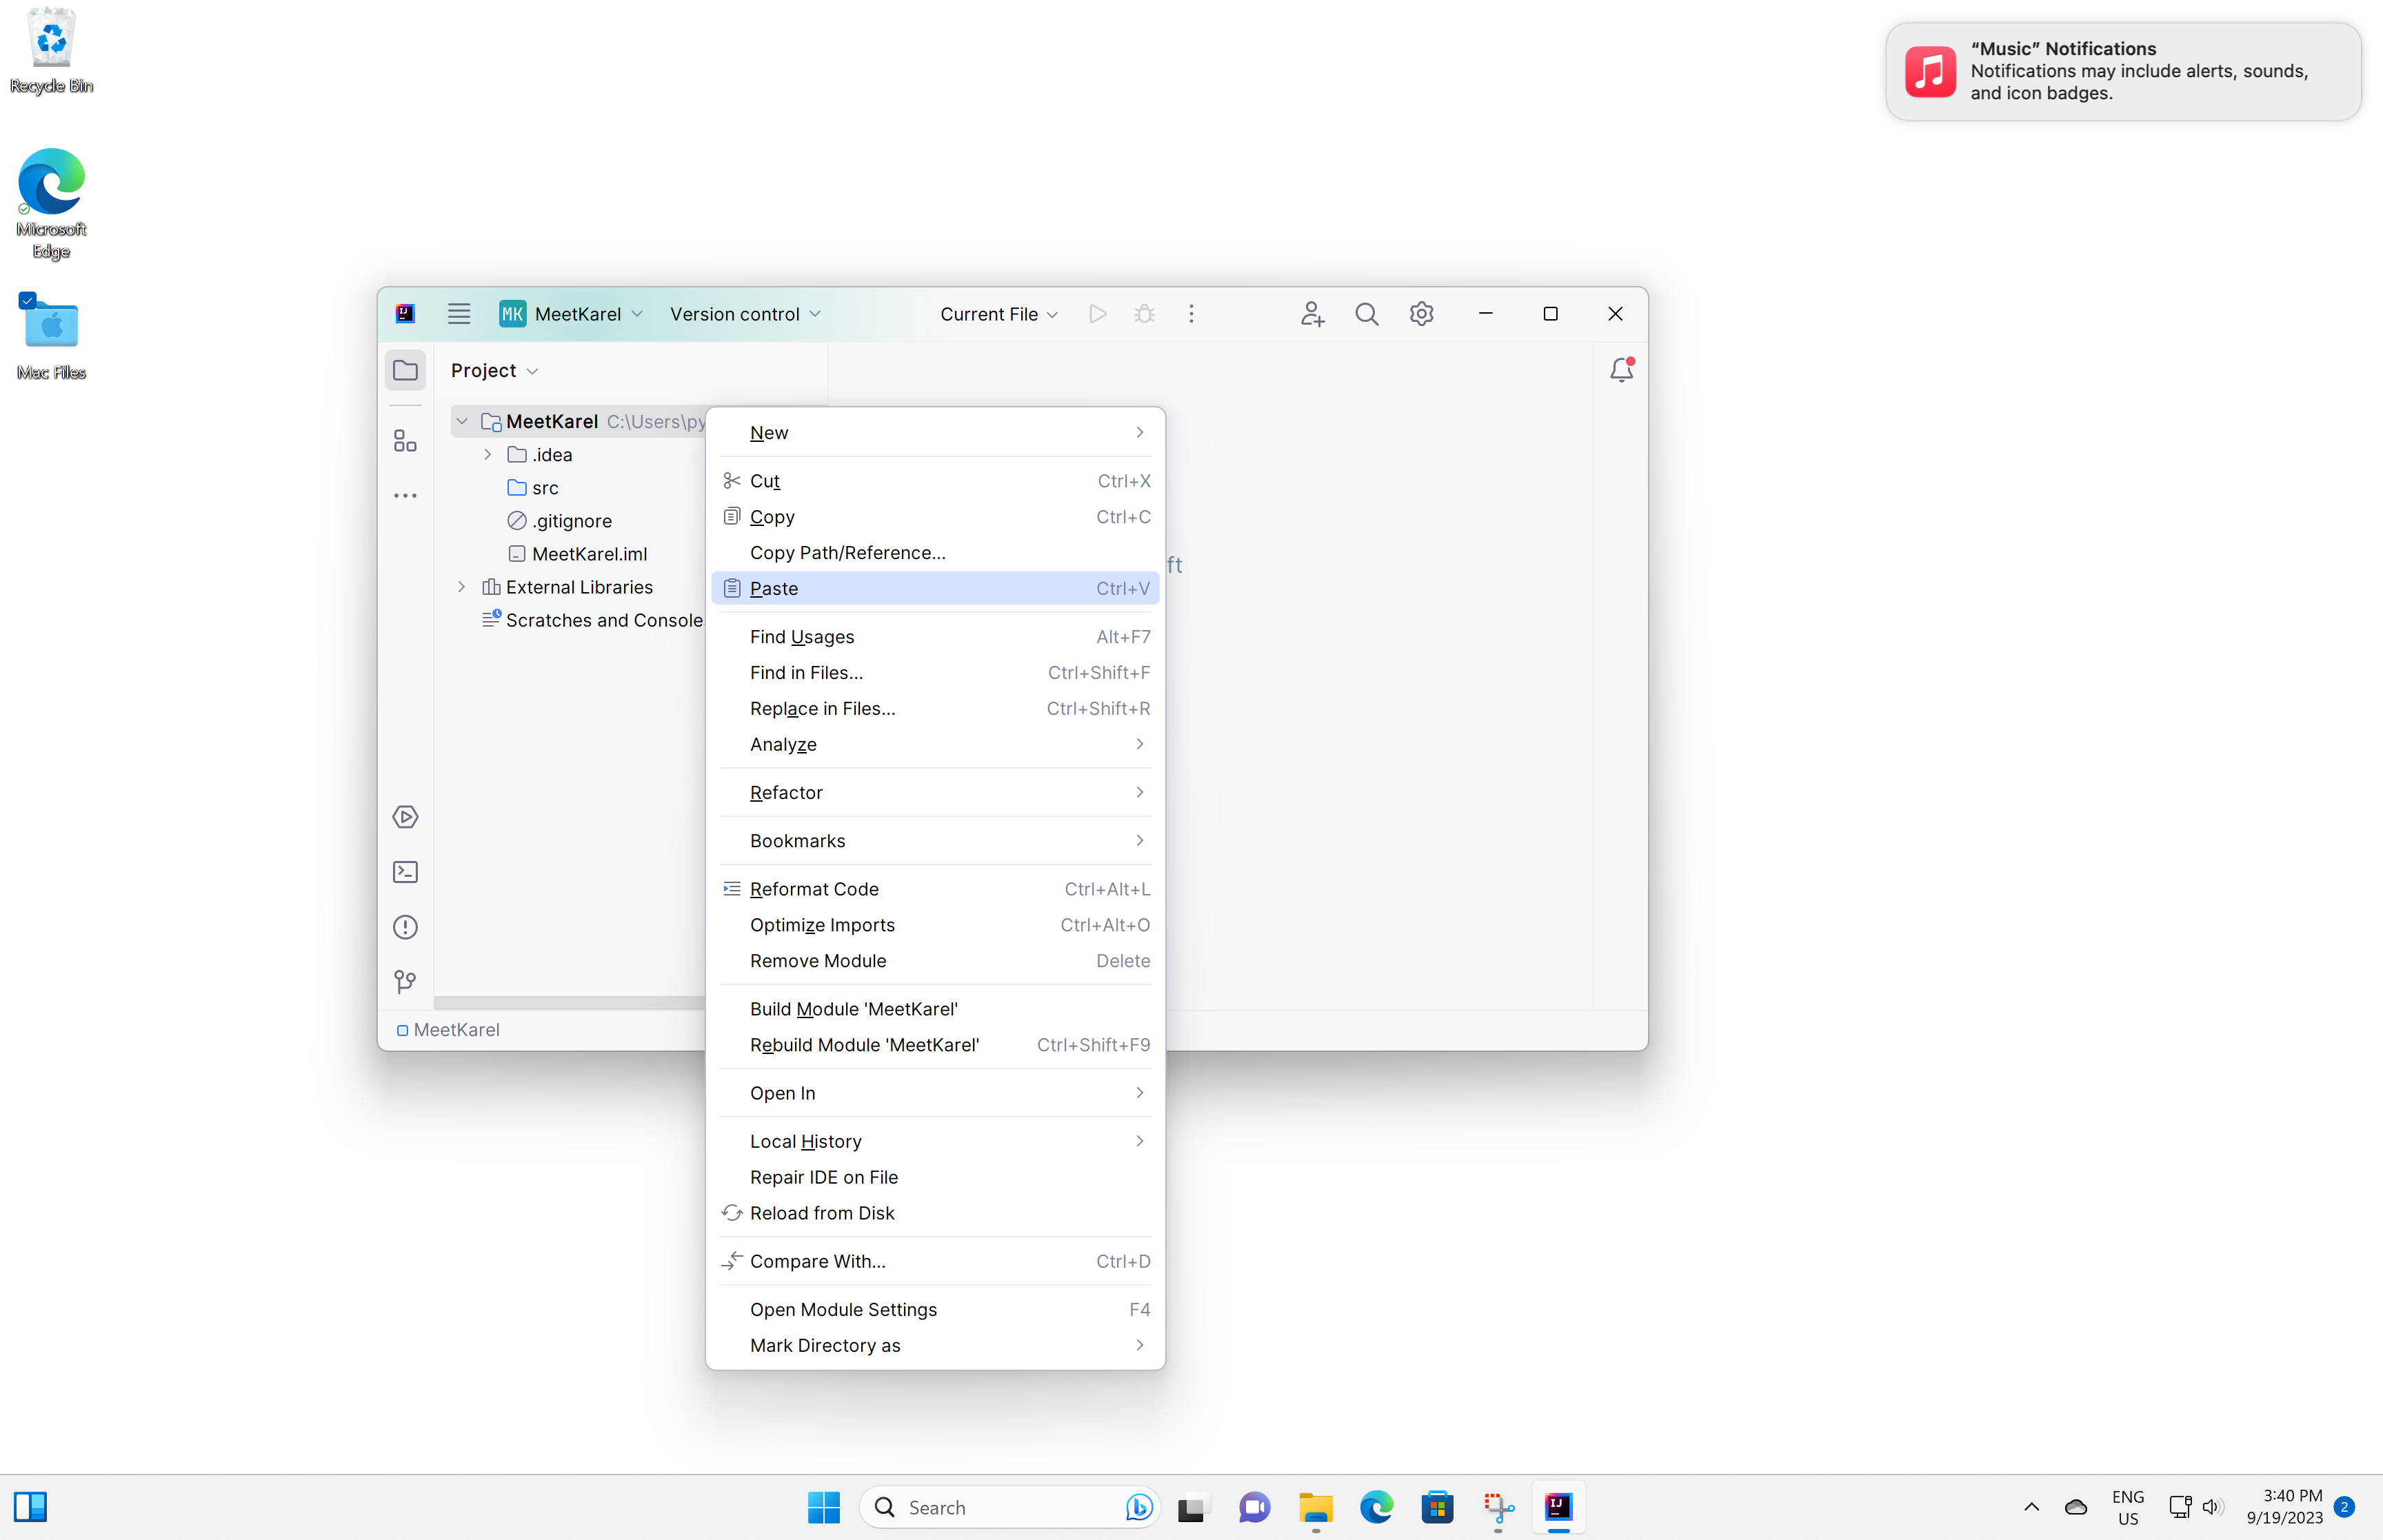 Recycle Bin
Microsoft
Edge
Mac Files
“Music” Notifications
Notifications may include alerts, sounds,
and icon badges.
MK MeetKarel Version control Current File
Project
MeetKarel C:\Users\py
.idea
src
.gitignore
MeetKarel.iml
External Libraries
Scratches and Console
MeetKarel
New
Cut Ctrl+X
Copy Ctrl+C
Copy Path/Reference...
Paste Ctrl+V
Find Usages Alt+F7
Find in Files... Ctrl+Shift+F
Replace in Files... Ctrl+Shift+R
Analyze
Refactor
Bookmarks
Reformat Code Ctrl+Alt+L
Optimize Imports Ctrl+Alt+O
Remove Module Delete
Build Module 'MeetKarel'
Rebuild Module 'MeetKarel' Ctrl+Shift+F9
Open In
Local History
Repair IDE on File
Reload from Disk
Compare With... Ctrl+D
Open Module Settings F4
Mark Directory as
ft
Search
IJ
ENG
US
3:40 PM
9/19/2023
2